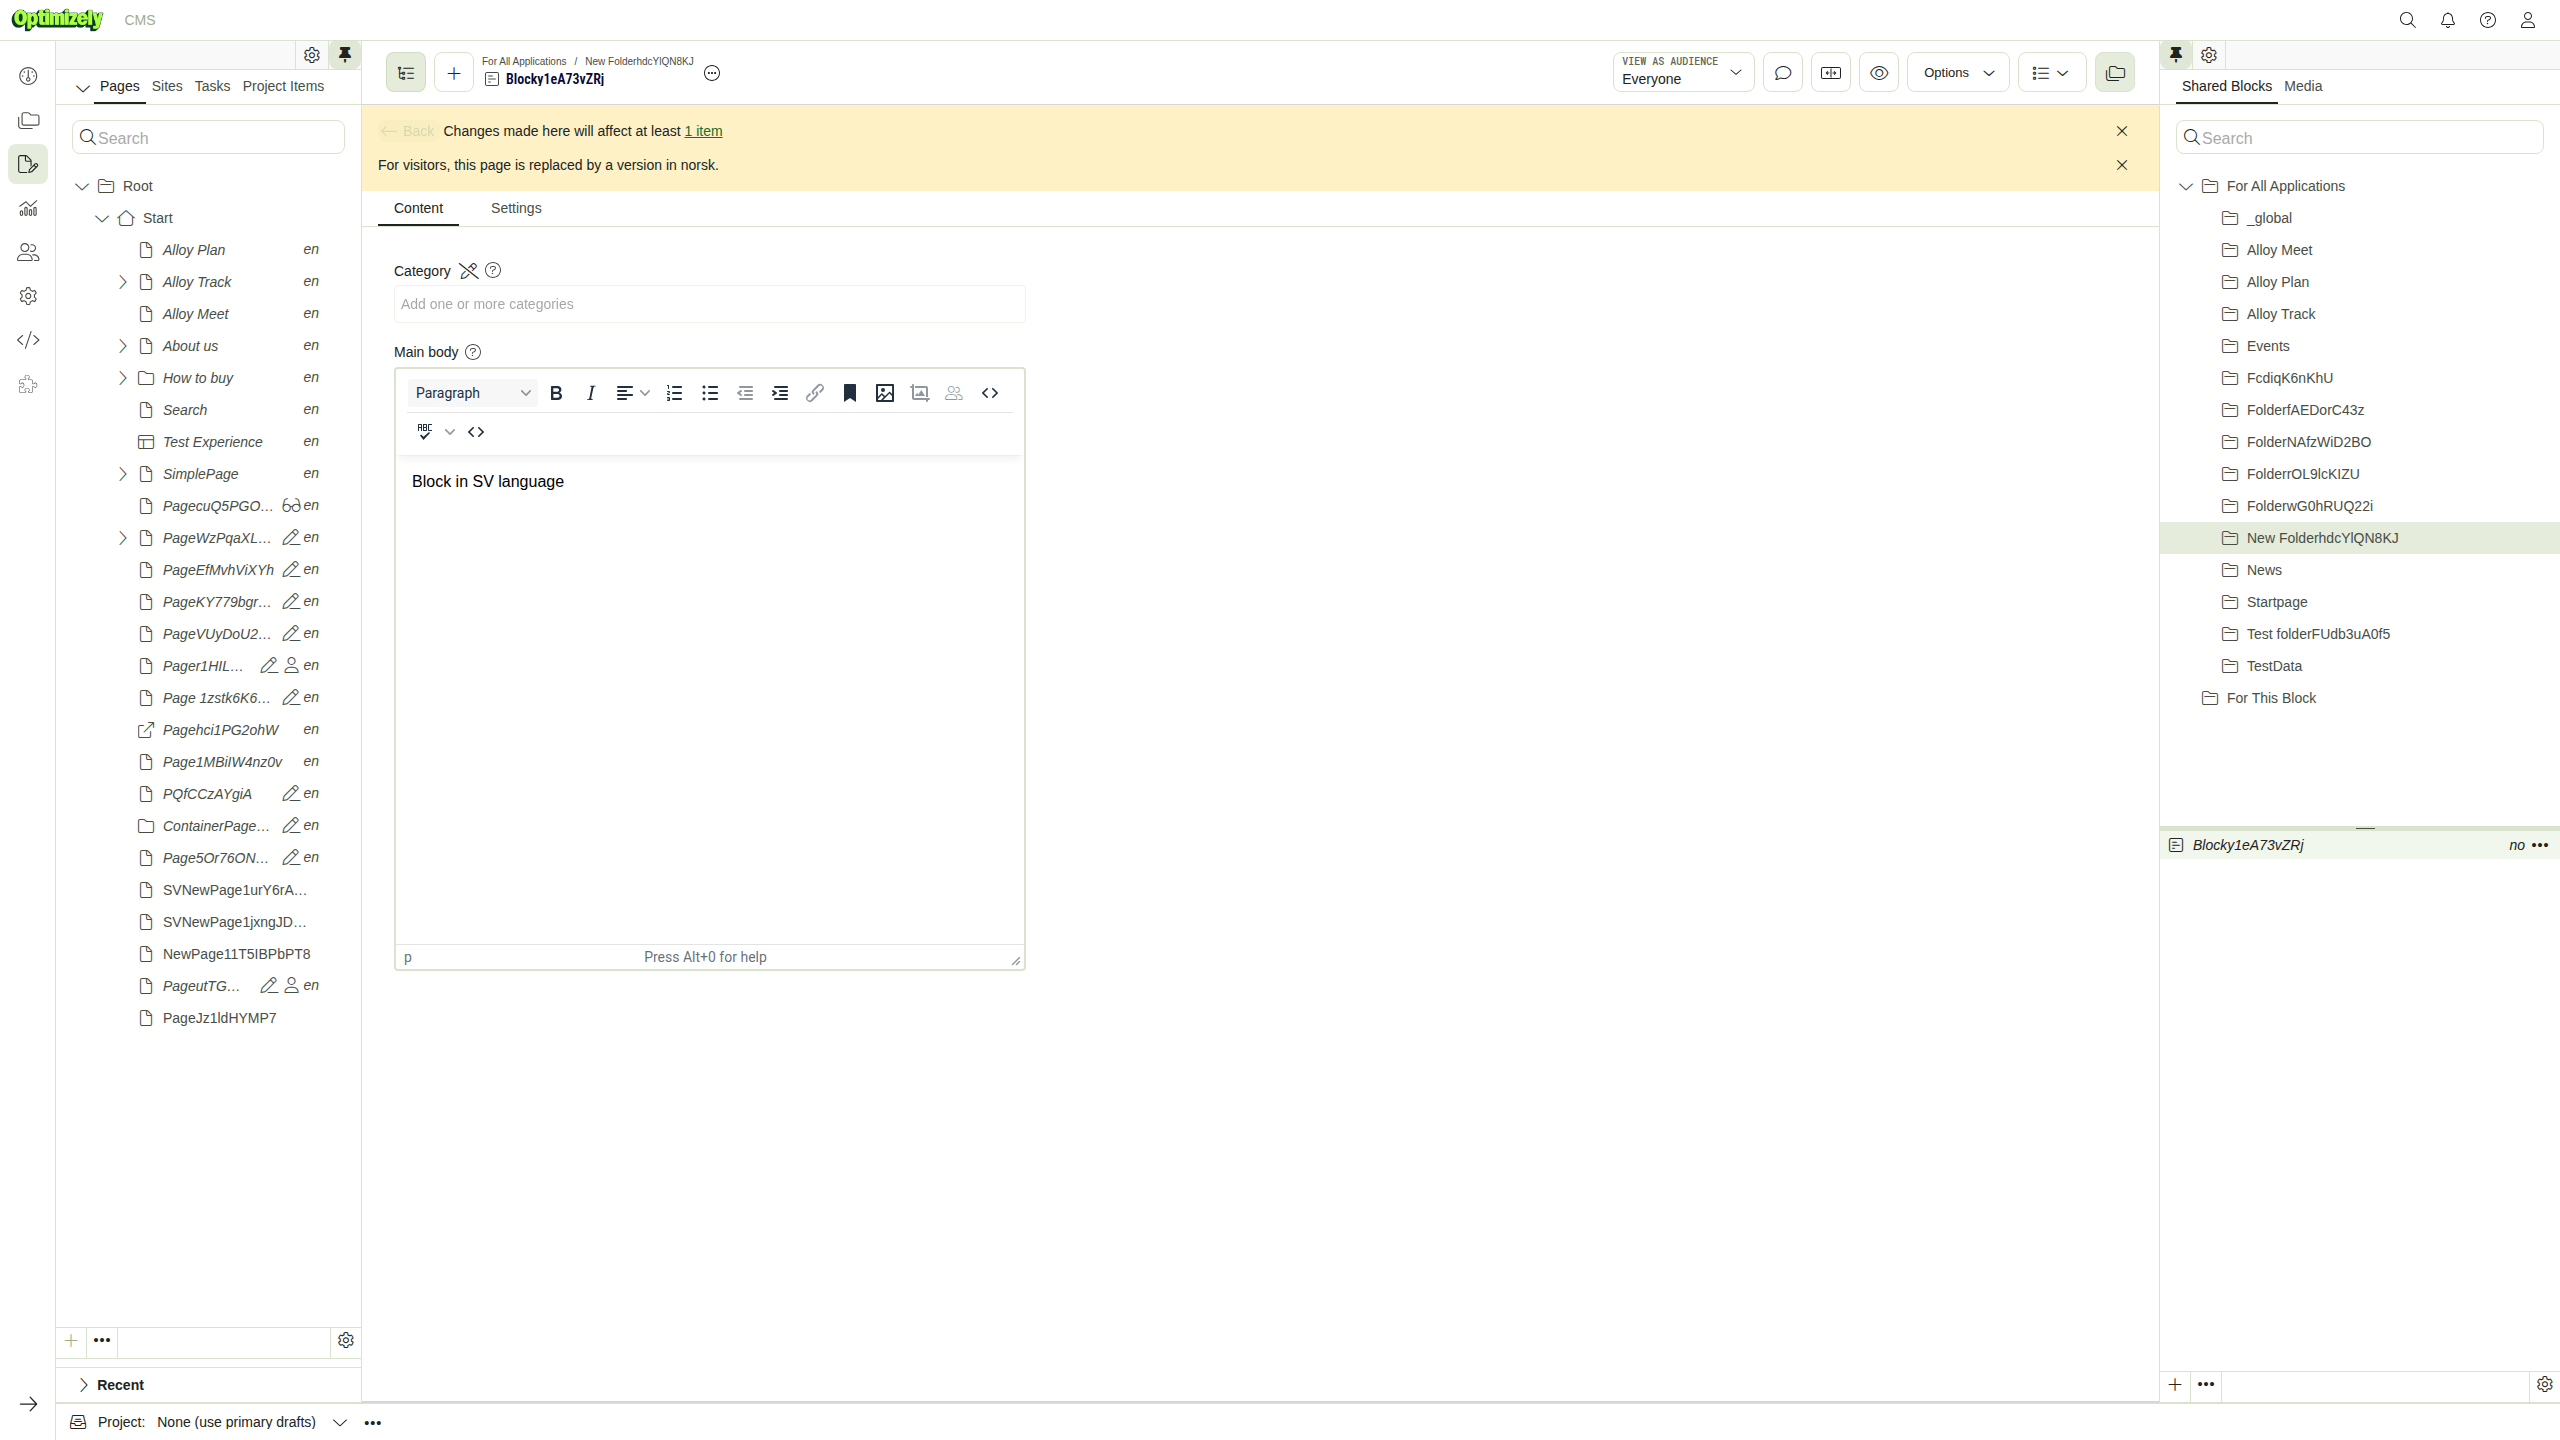 Optimizely CMS
Pages Sites Tasks Project Items
Search
Root
Start
Alloy Plan en
Alloy Track en
Alloy Meet en
About us en
How to buy en
Search en
Test Experience en
SimplePage en
PagecuQ5PGO... en
PageWzPqaXL... en
PageEfMvhViXYh en
PageKY779bgr... en
PageVUyDoU2... en
Pager1HIL... en
Page 1zstk6K6... en
Pagehci1PG2ohW en
Page1MBiIW4nz0v en
PQfCCzAYgiA en
ContainerPage... en
Page5Or76ON... en
SVNewPage1urY6rA...
SVNewPage1jxngJD...
NewPage11T5IBPbPT8
PageutTG... en
PageJz1ldHYMP7
Recent
Project: None (use primary drafts)
For All Applications / New FolderhdcYlQN8KJ
Blocky1eA73vZRj
VIEW AS AUDIENCE
Everyone
Options
Back Changes made here will affect at least 1 item
For visitors, this page is replaced by a version in norsk.
Content Settings
Category
Add one or more categories
Main body
Paragraph
Block in SV language
p Press Alt+0 for help
Shared Blocks Media
Search
For All Applications
_global
Alloy Meet
Alloy Plan
Alloy Track
Events
FcdiqK6nKhU
FolderfAEDorC43z
FolderNAfzWiD2BO
FolderrOL9lcKIZU
FolderwG0hRUQ22i
New FolderhdcYlQN8KJ
News
Startpage
Test folderFUdb3uA0f5
TestData
For This Block
Blocky1eA73vZRj no